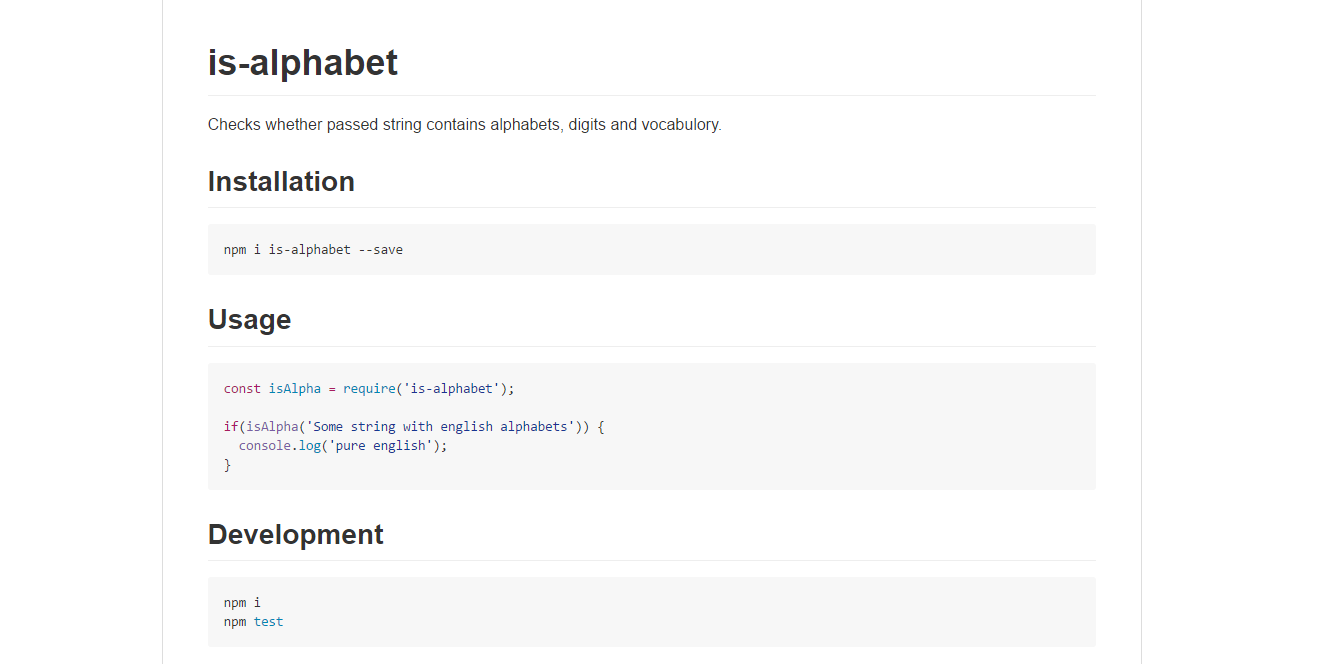 is-alphabet
Checks whether passed string contains alphabets, digits and vocabulory.
Installation
npm i is-alphabet --save
Usage
const isAlpha = require('is-alphabet');
if(isAlpha('Some string with english alphabets')) {
  console.log('pure english');
}
Development
npm i
npm test